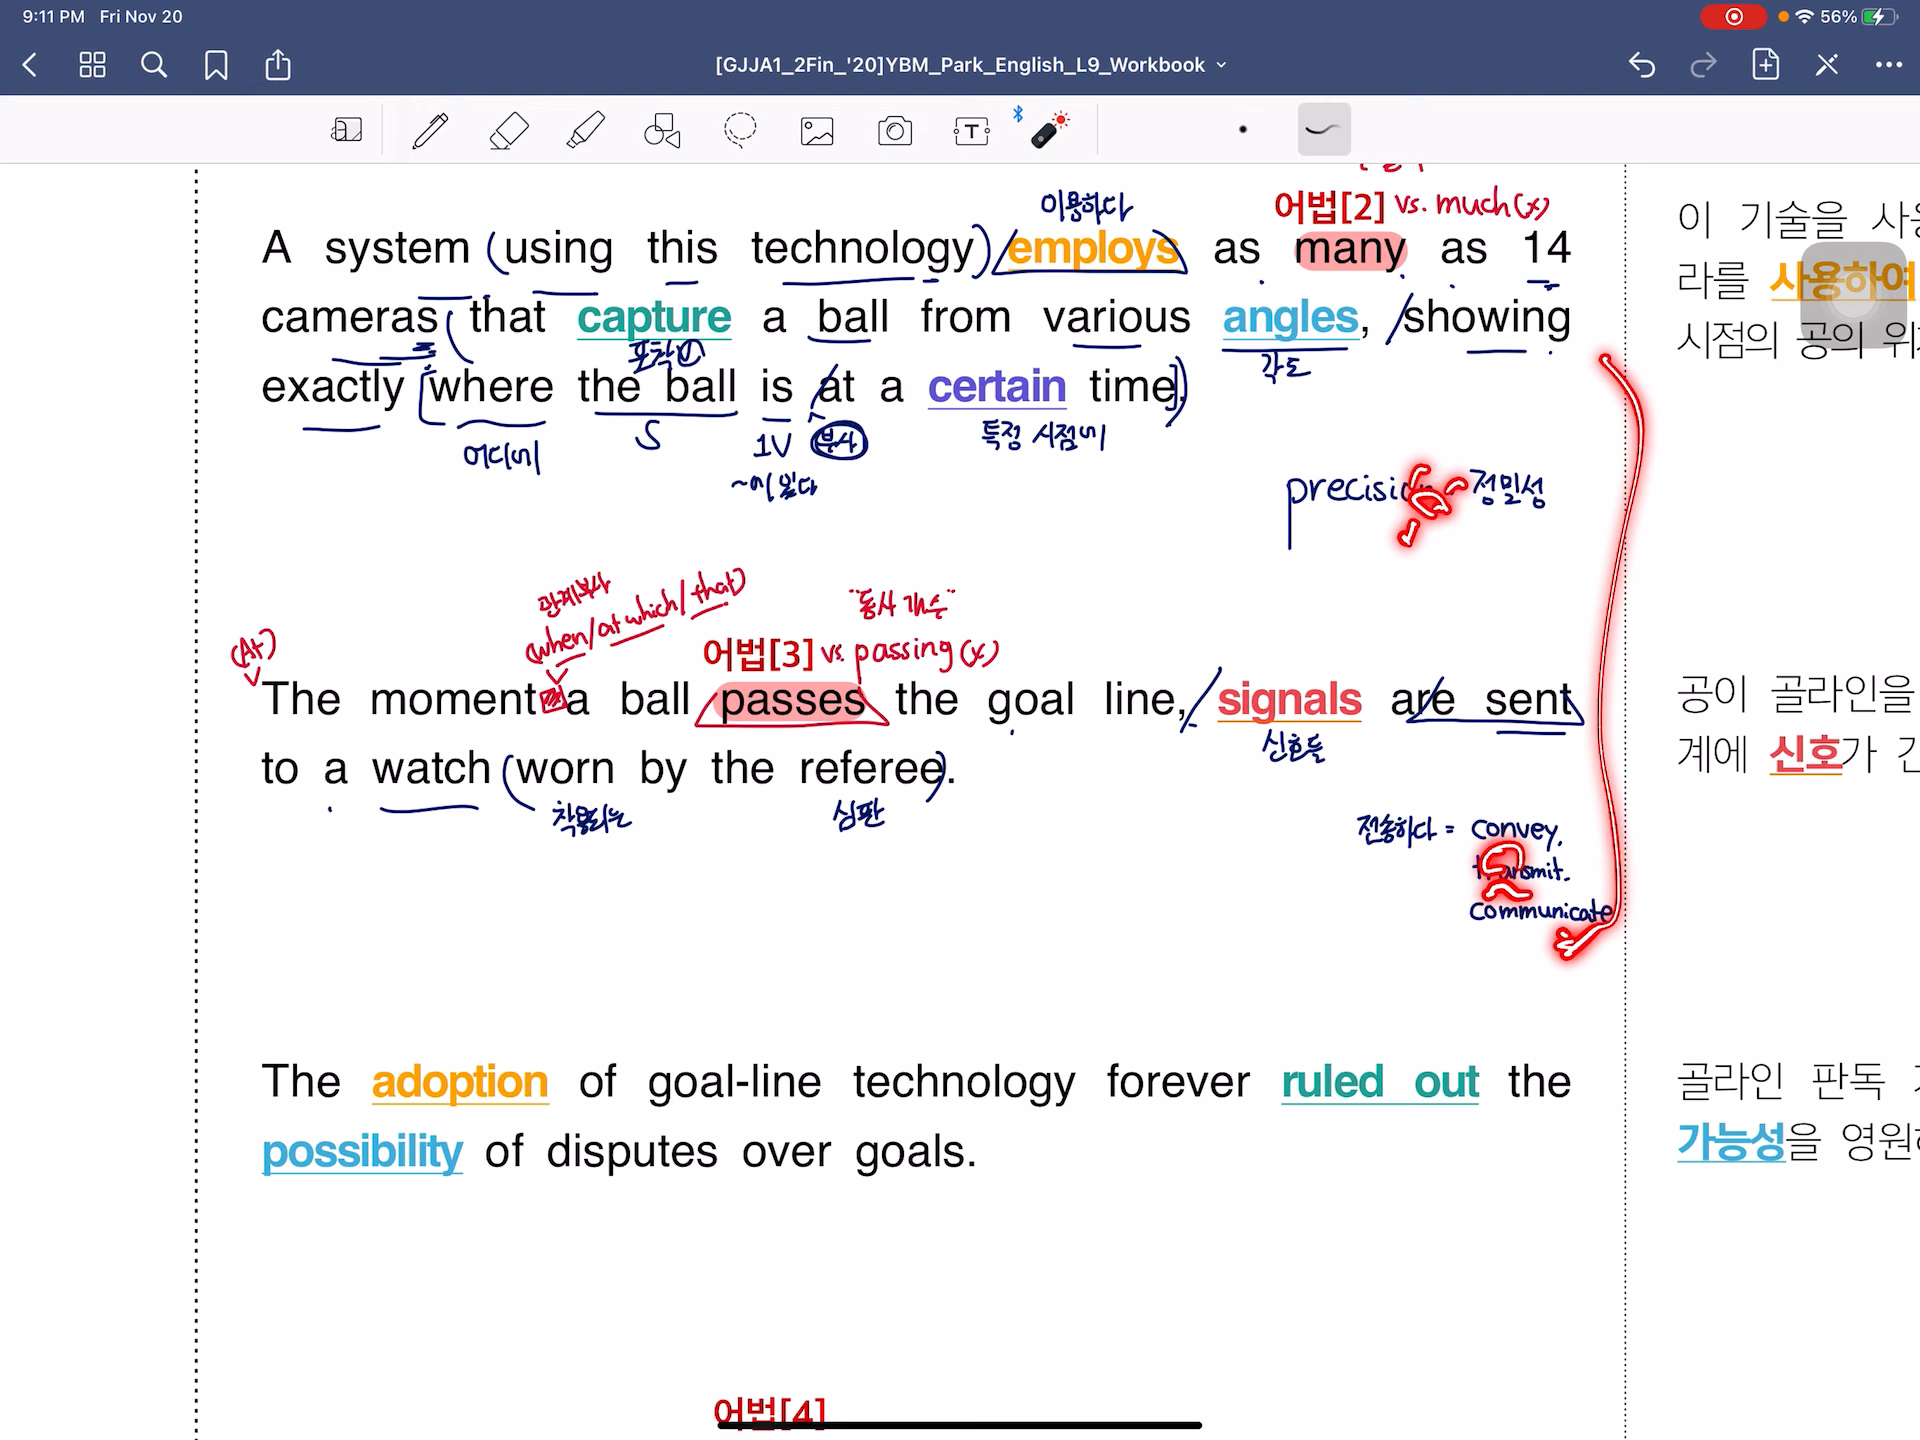 9:11 PM Fri Nov 20
56%
[GJJA1_2Fin_'20]YBM_Park_English_L9_Workbook
이용하다
어법[2] vs. much(x)
A system (using this technology) employs as many as 14
cameras (that capture a ball from various angles, showing
포착
각도
exactly [where the ball is at a certain time.])
어디에
S
1V
부사
특정 시점에
~에 있다
precision 정밀성
관계부사
(when/at which/that)
"동사 개수"
(At)
어법[3] vs. passing (x)
The moment a ball passes the goal line, signals are sent
신호들
to a watch (worn by the referee).
착용되는
심판
전송하다 = convey,
transmit.
communicate
The adoption of goal-line technology forever ruled out the
possibility of disputes over goals.
어법[4]
이 기술을 사용
라를 사용하여
시점의 공의 위
공이 골라인을
계에 신호가 간
골라인 판독
가능성을 영원